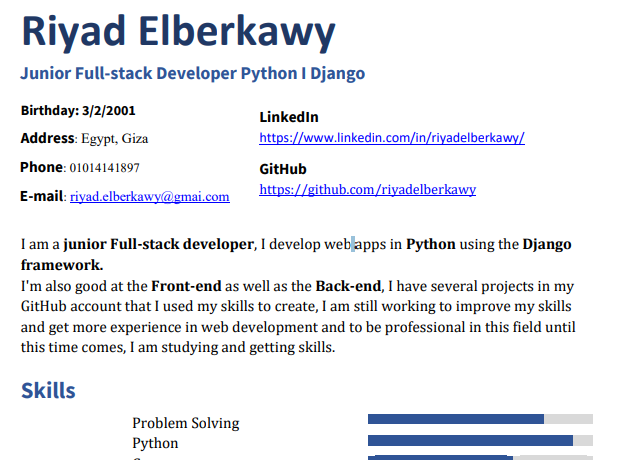 Riyad Elberkawy
Junior Full-stack Developer Python I Django
Birthday: 3/2/2001
Address: Egypt, Giza
Phone: 01014141897
E-mail: riyad.elberkawy@gmai.com
LinkedIn
https://www.linkedin.com/in/riyadelberkawy/
GitHub
https://github.com/riyadelberkawy
I am a junior Full-stack developer, I develop web apps in Python using the Django
framework.
I'm also good at the Front-end as well as the Back-end, I have several projects in my
GitHub account that I used my skills to create, I am still working to improve my skills
and get more experience in web development and to be professional in this field until
this time comes, I am studying and getting skills.
Skills
Problem Solving
Python